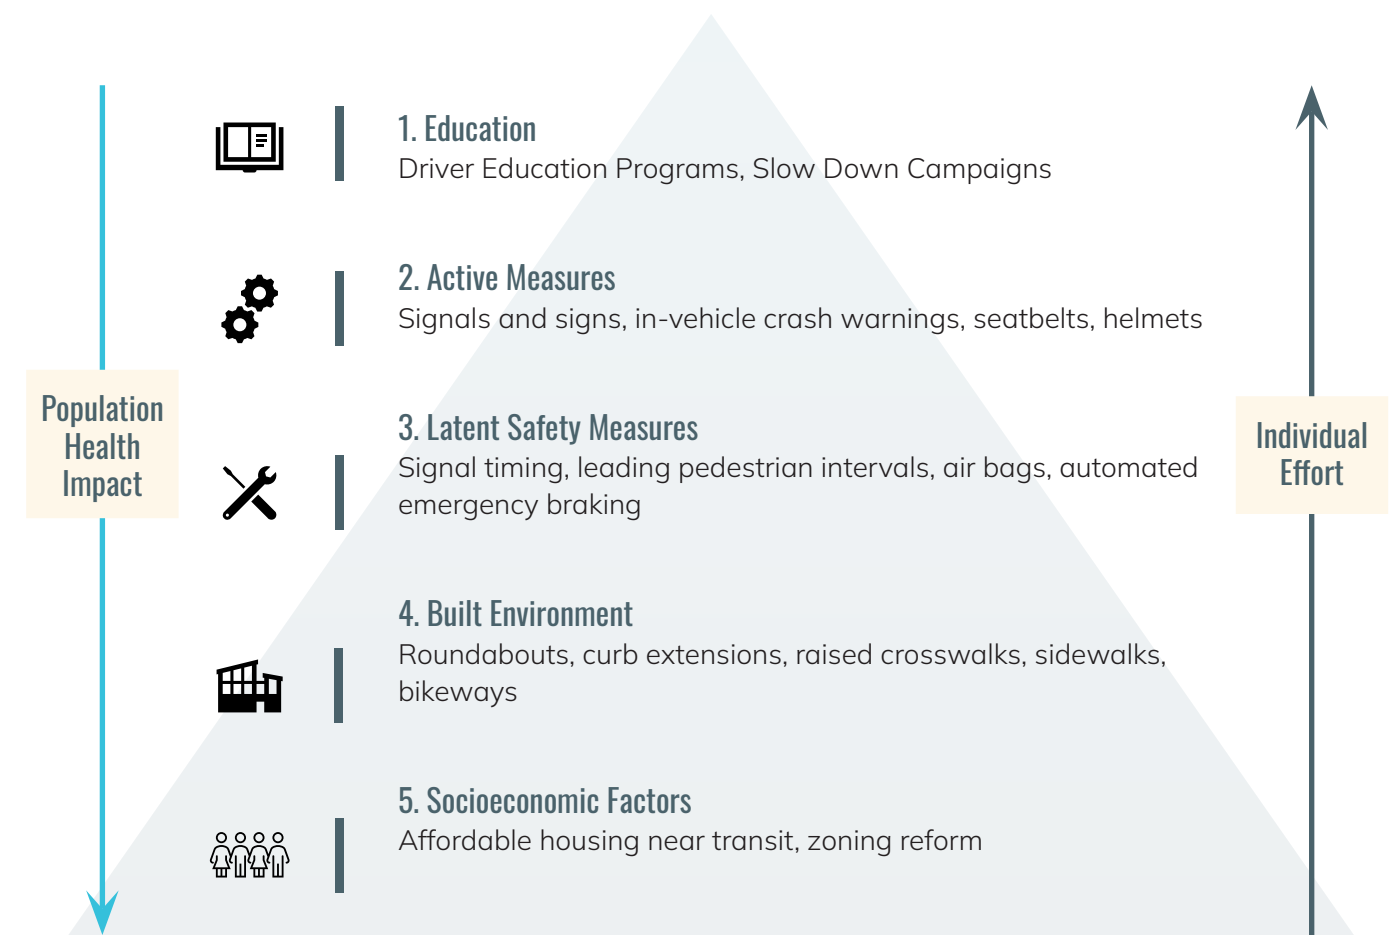 1. Education
Driver Education Programs, Slow Down Campaigns
2. Active Measures
Signals and signs, in-vehicle crash warnings, seatbelts, helmets
Population
Health
Impact
3. Latent Safety Measures
Signal timing, leading pedestrian intervals, air bags, automated
emergency braking
Individual
Effort
4. Built Environment
Roundabouts, curb extensions, raised crosswalks, sidewalks,
bikeways
5. Socioeconomic Factors
Affordable housing near transit, zoning reform